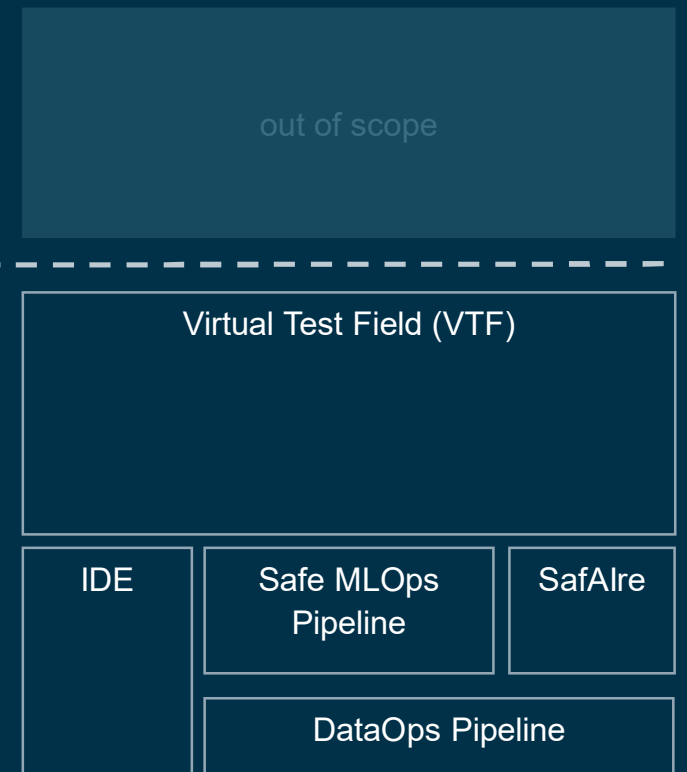 out of scope
Virtual Test Field (VTF)
IDE
Safe MLOps
Pipeline
SafAIre
DataOps Pipeline